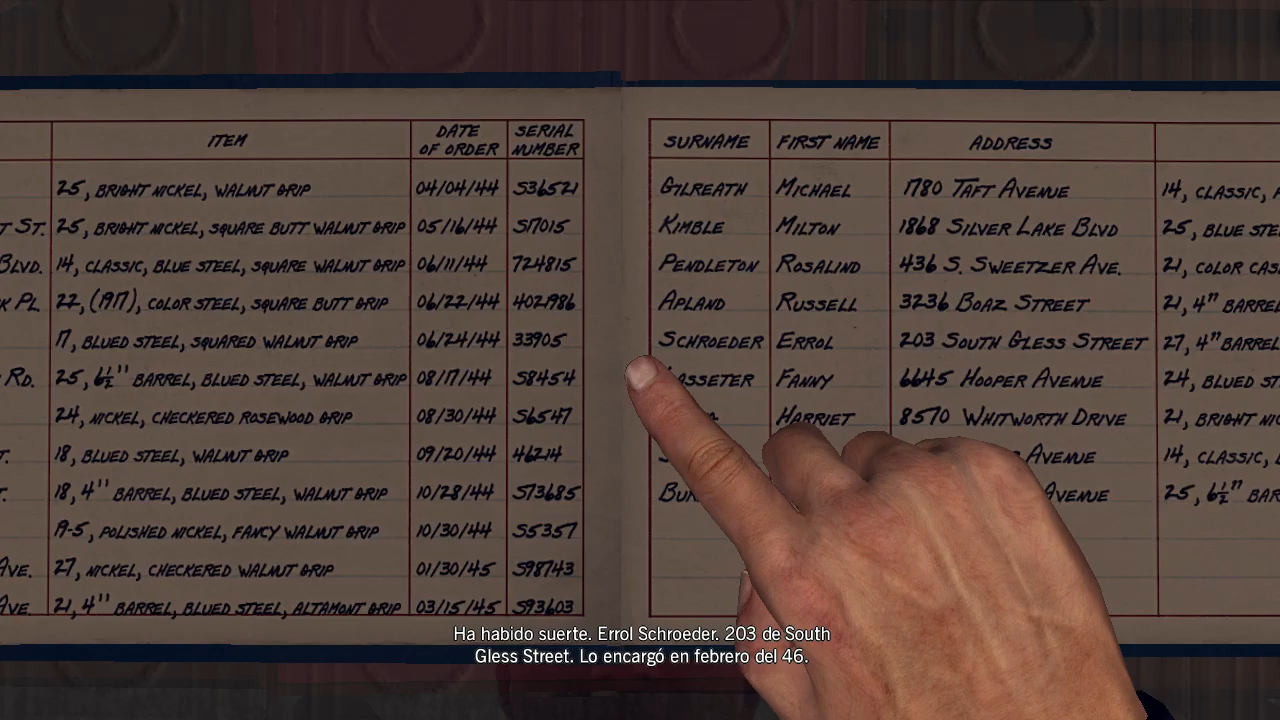 ITEM DATE OF ORDER SERIAL NUMBER
25, BRIGHT NICKEL, WALNUT GRIP 04/04/44 S36521
ST. 25, BRIGHT NICKEL, SQUARE BUTT WALNUT GRIP 05/16/44 S17015
BLVD. 14, CLASSIC, BLUE STEEL, SQUARE WALNUT GRIP 06/11/44 724815
PL. 22, (1917), COLOR STEEL, SQUARE BUTT GRIP 06/22/44 4021986
17, BLUED STEEL, SQUARED WALNUT GRIP 06/24/44 33905
RD. 25, 6½" BARREL, BLUED STEEL, WALNUT GRIP 08/17/44 S8454
24, NICKEL, CHECKERED ROSEWOOD GRIP 08/30/44 S6547
18, BLUED STEEL, WALNUT GRIP 09/20/44 46214
18, 4" BARREL, BLUED STEEL, WALNUT GRIP 10/28/44 S73685
19-5, POLISHED NICKEL, FANCY WALNUT GRIP 10/30/44 S5357
AVE. 27, NICKEL, CHECKERED WALNUT GRIP 01/30/45 S98743
AVE 21, 4" BARREL, BLUED STEEL, ALTAMONT GRIP 03/15/45 S93603
SURNAME FIRST NAME ADDRESS
GILREATH MICHAEL 1780 TAFT AVENUE 14, CLASSIC,
KIMBLE MILTON 1868 SILVER LAKE BLVD 25, BLUE
PENDLETON ROSALIND 436 S. SWEETZER AVE. 21, COLOR
APLAND RUSSELL 3236 BOAZ STREET 21, 4" BARREL
SCHROEDER ERROL 203 SOUTH GLESS STREET 27, 4" BARREL
FANNY 6645 HOOPER AVENUE 24, BLUED
HARRIET 8570 WHITWORTH DRIVE 21, BRIGHT
AVENUE 14, CLASSIC,
AVENUE 25, 6½"
Ha habido suerte. Errol Schroeder. 203 de South
Gless Street. Lo encargó en febrero del 46.